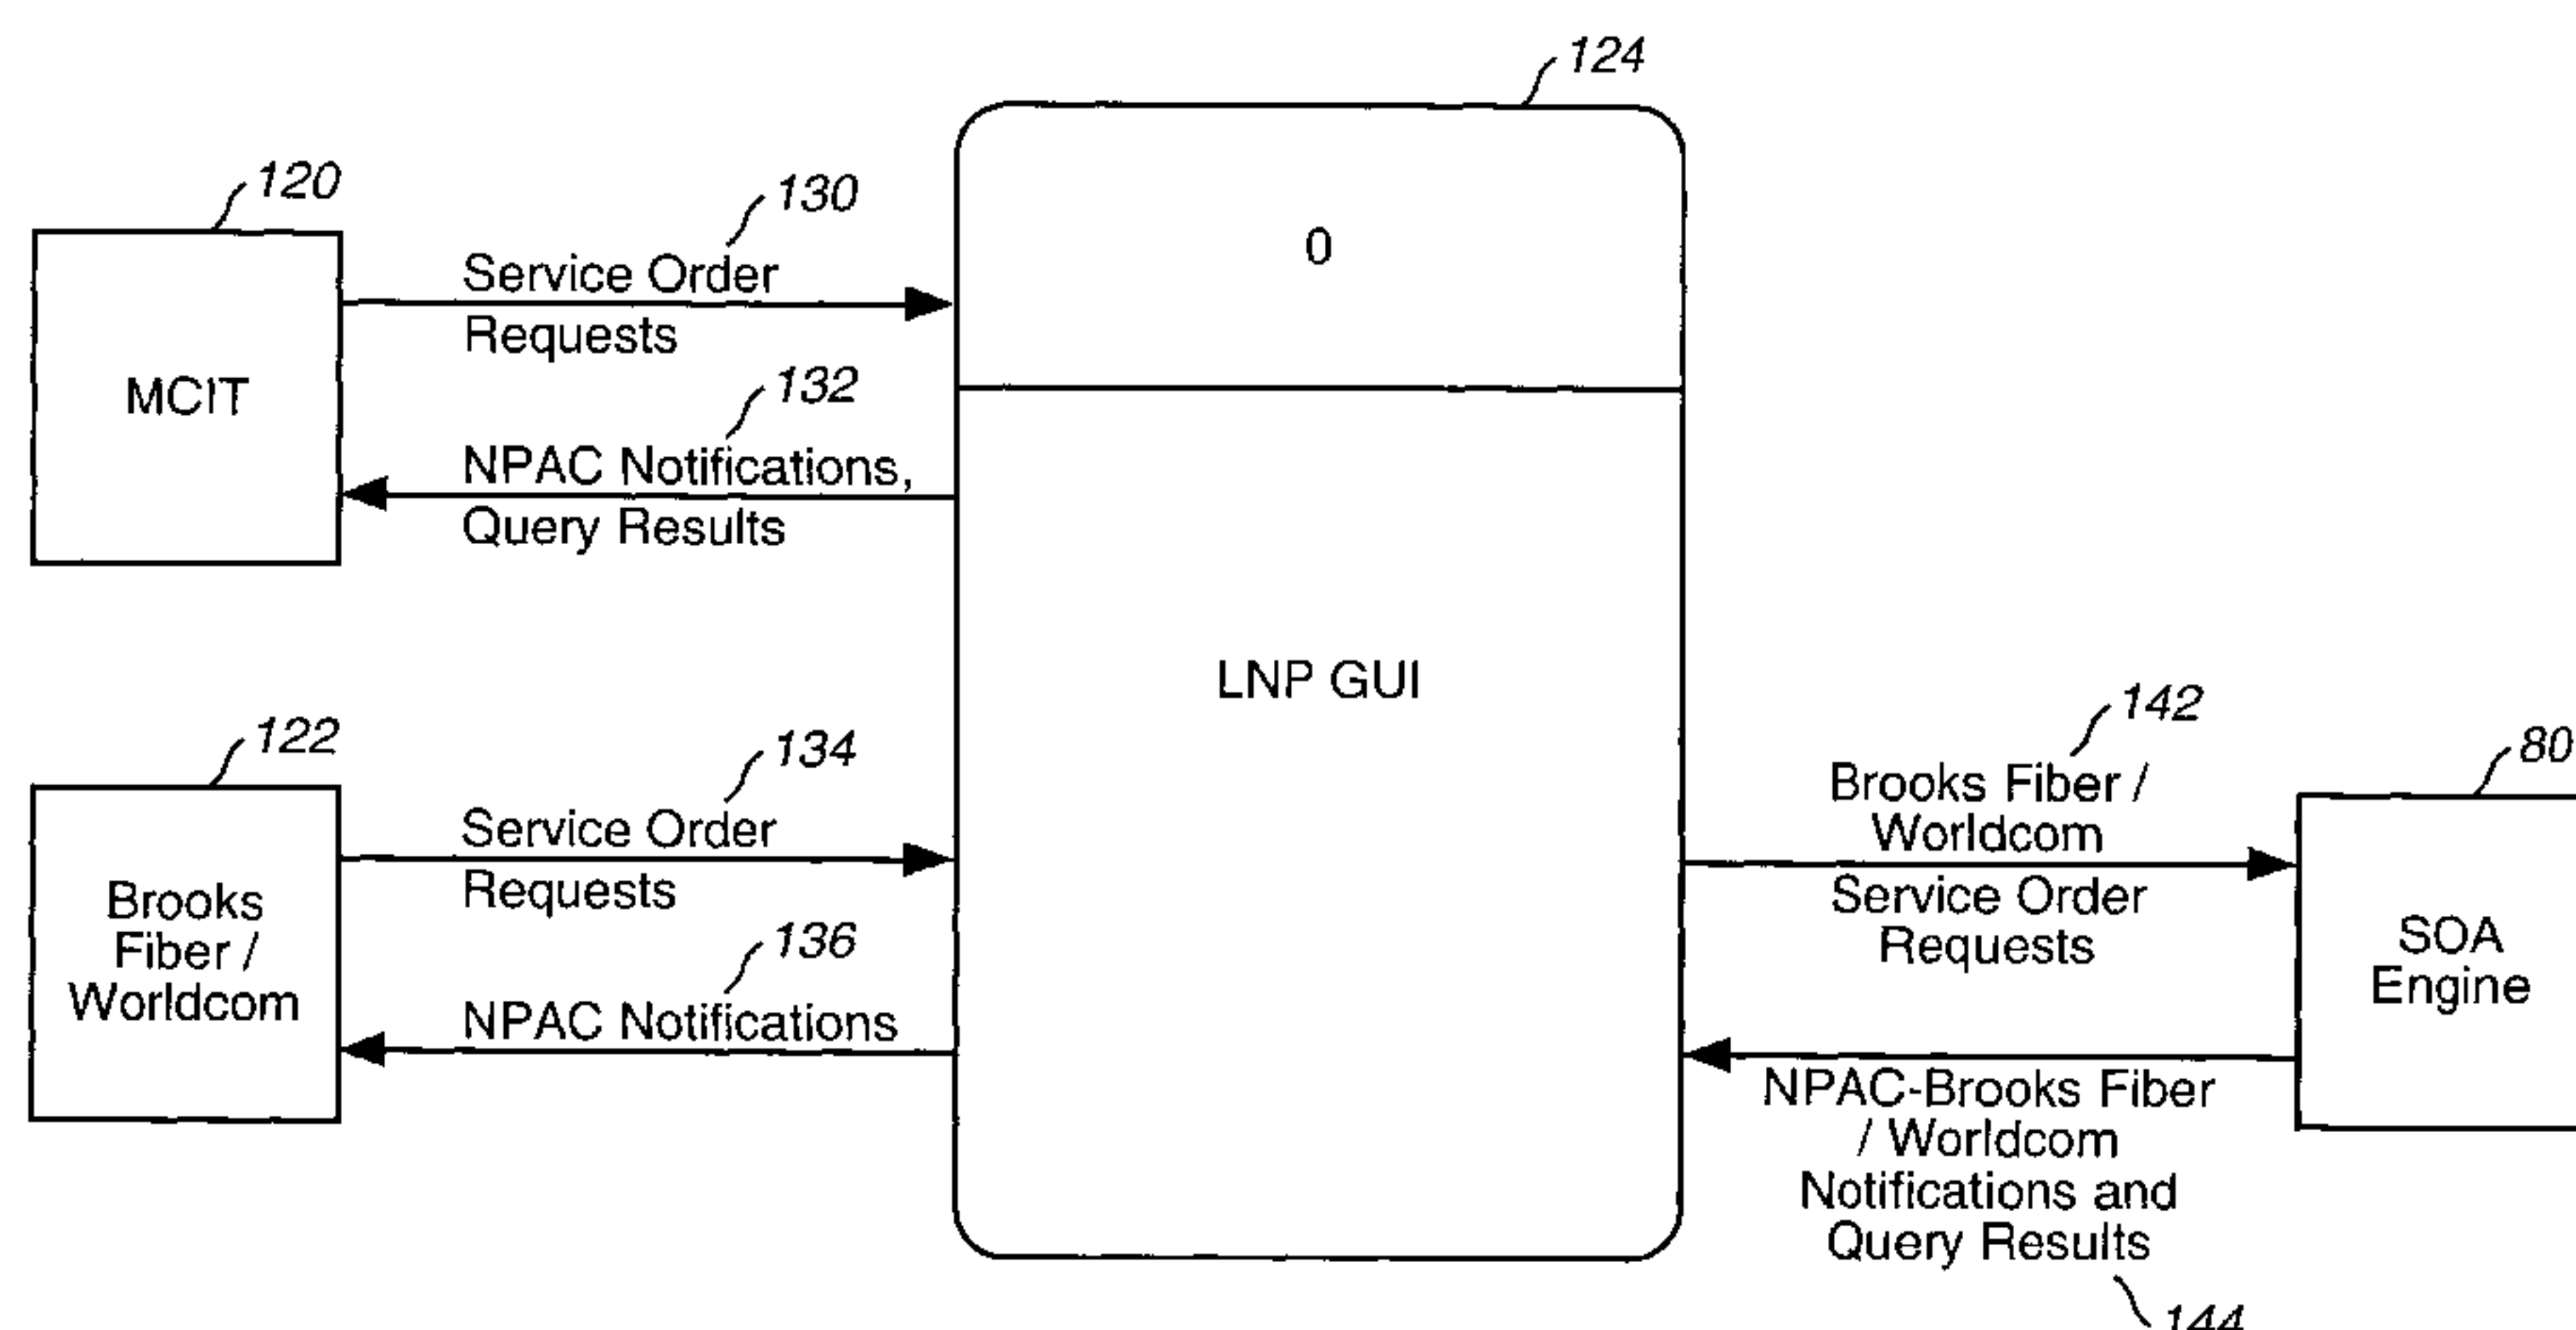 124
120
130
Service Order
Requests
0
MCIT
132
NPAC Notifications,
Query Results
LNP GUI
122
134
Service Order
Requests
Brooks
Fiber /
Worldcom
136
NPAC Notifications
142
Brooks Fiber /
Worldcom
Service Order
Requests
80
SOA
Engine
NPAC-Brooks Fiber
/ Worldcom
Notifications and
Query Results
144